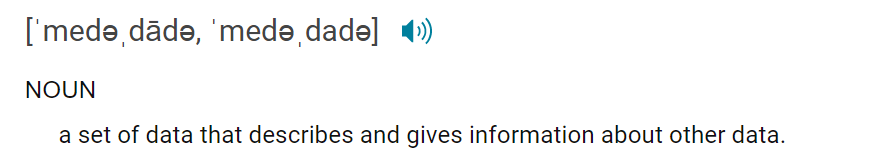 [ˈmedəˌdādə, ˈmedəˌdadə]
NOUN
a set of data that describes and gives information about other data.